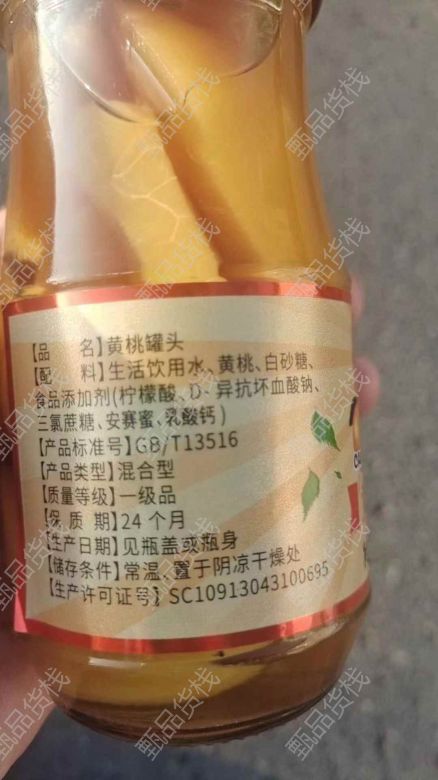 【品 名】黄桃罐头
【配 料】生活饮用水、黄桃、白砂糖、
食品添加剂(柠檬酸、D-异抗坏血酸钠、
三氯蔗糖、安赛蜜、乳酸钙)
【产品标准号】GB/T13516
【产品类型】混合型
【质量等级】一级品
【保 质 期】24个月
【生产日期】见瓶盖或瓶身
【储存条件】常温、置于阴凉干燥处
【生产许可证号】SC10913043100695
甄品货栈